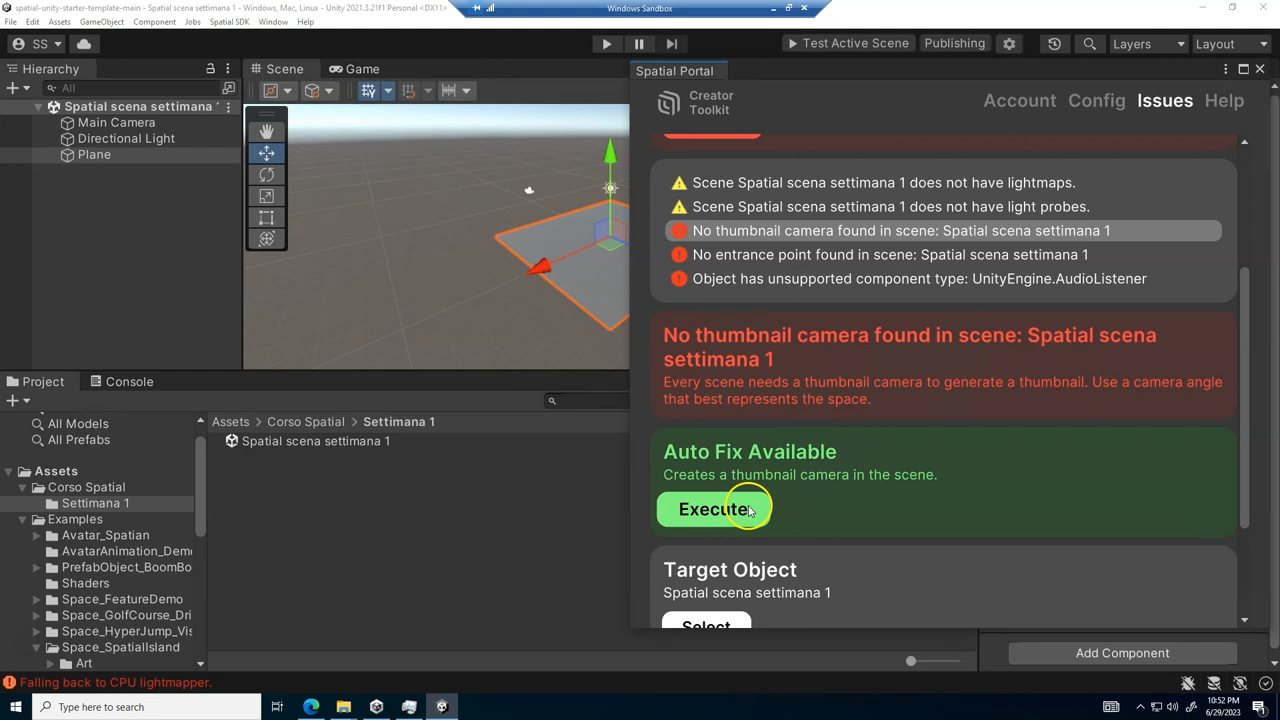 spatial-unity-starter-template-main - Spatial scena settimana 1 - Windows, Mac, Linux - Unity 2021.3.21f1 Personal <DX11>
Windows Sandbox
File Edit Assets GameObject Component Jobs Spatial SDK Window Help
SS Test Active Scene Publishing Layers Layout
Hierarchy Scene Game Spatial Portal
All
Spatial scena settimana 1
Main Camera
Directional Light
Plane
Creator
Toolkit
Account Config Issues Help
Scene Spatial scena settimana 1 does not have lightmaps.
Scene Spatial scena settimana 1 does not have light probes.
No thumbnail camera found in scene: Spatial scena settimana 1
No entrance point found in scene: Spatial scena settimana 1
Object has unsupported component type: UnityEngine.AudioListener
No thumbnail camera found in scene: Spatial scena
settimana 1
Every scene needs a thumbnail camera to generate a thumbnail. Use a camera angle
that best represents the space.
Auto Fix Available
Creates a thumbnail camera in the scene.
Execute
Target Object
Spatial scena settimana 1
Select
Project Console
All Models
All Prefabs
Assets
Corso Spatial
Settimana 1
Examples
Avatar_Spatian
AvatarAnimation_Demo
PrefabObject_BoomBo
Shaders
Space_FeatureDemo
Space_GolfCourse_Dri
Space_HyperJump_Vis
Space_SpatialIsland
Art
Assets > Corso Spatial > Settimana 1
Spatial scena settimana 1
Add Component
Falling back to CPU lightmapper.
Type here to search
10:52 PM
6/29/2023
1